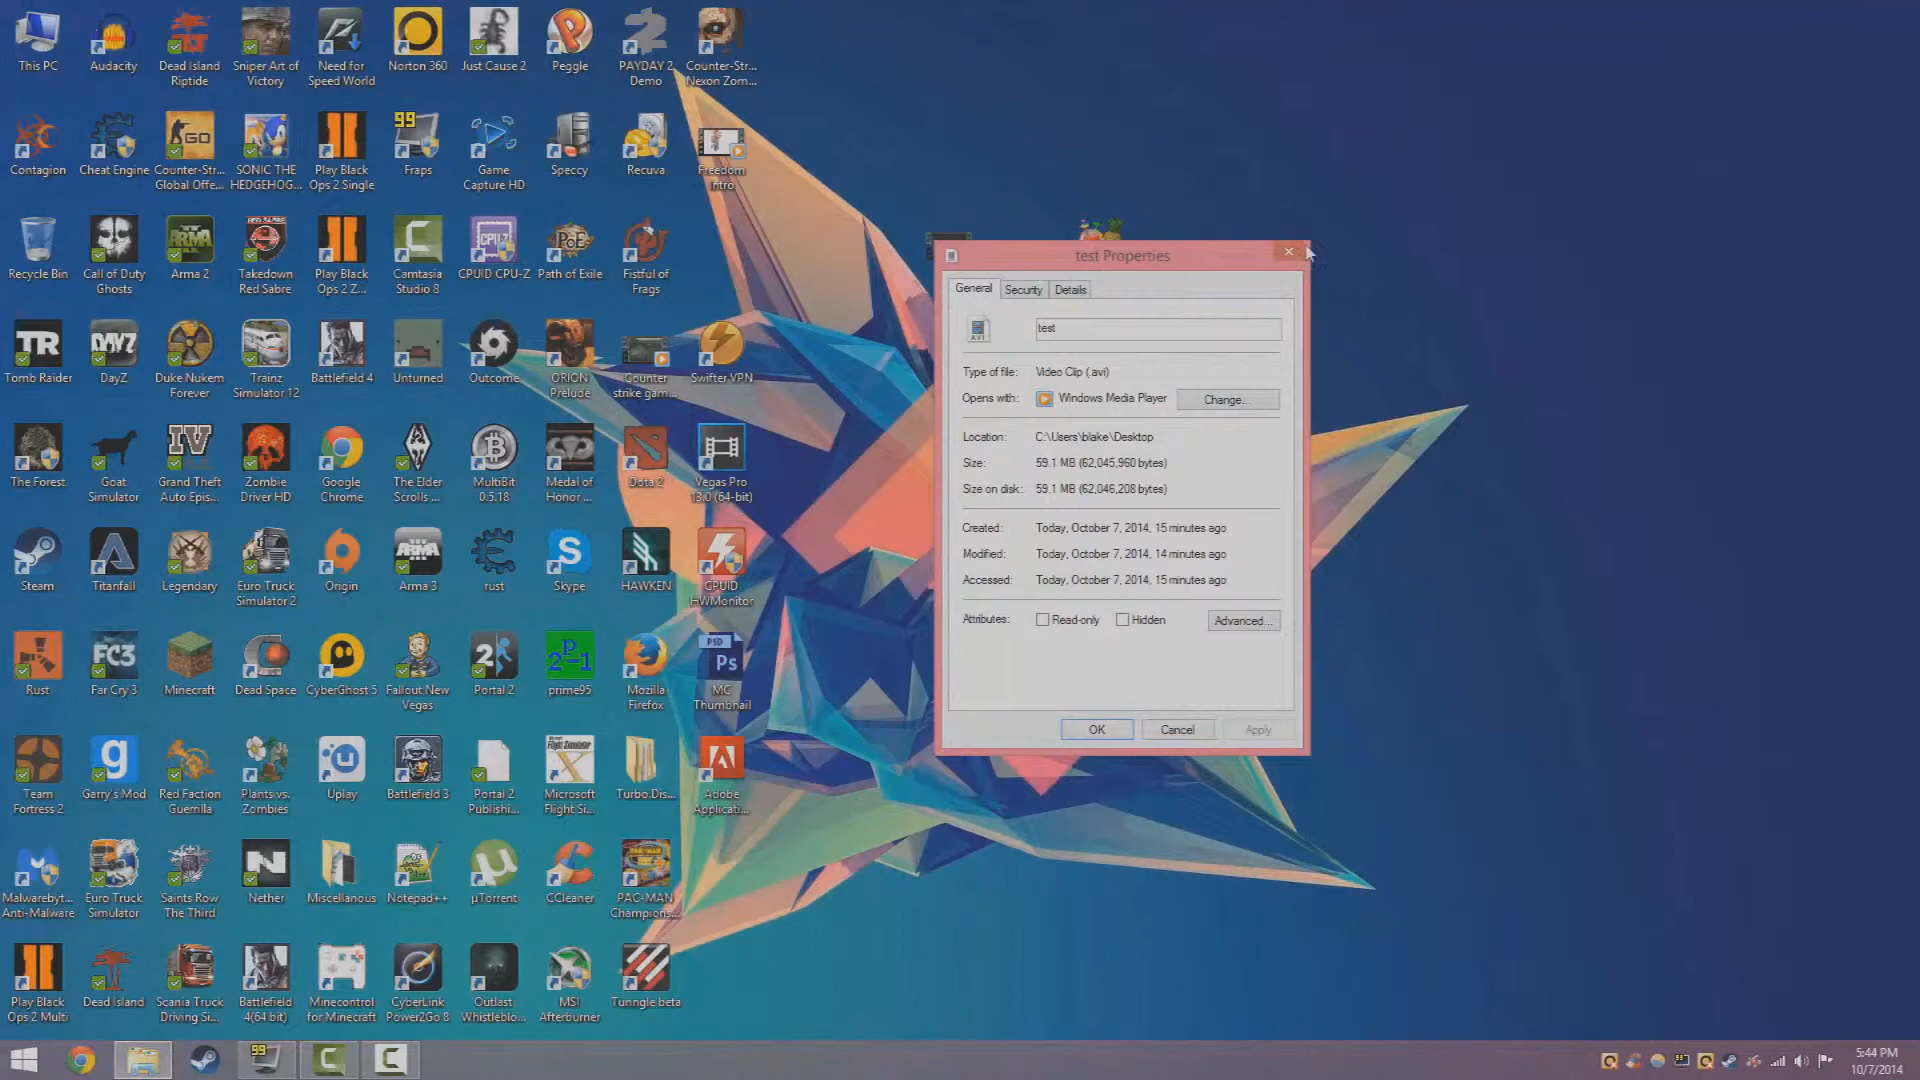 This PC
Audacity
Dead Island
Riptide
Sniper Art of
Victory
Need for
Speed World
Norton 360
Just Cause 2
Peggle
PAYDAY 2
Demo
Counter-Str...
Nexon Zom...
Contagion
Cheat Engine
Counter-Str...
Global Offe...
SONIC THE
HEDGEHOG...
Play Black
Ops 2 Single
99
Fraps
Game
Capture HD
Speccy
Recuva
Freedom
Intro
Recycle Bin
Call of Duty
Ghosts
Arma 2
Takedown
Red Sabre
Play Black
Ops 2 Z...
Camtasia
Studio 8
CPUID CPU-Z
Path of Exile
Fistful of
Frags
Tomb Raider
DayZ
Duke Nukem
Forever
Trainz
Simulator 12
Battlefield 4
Unturned
Outcome
ORION
Prelude
Counter
strike gam...
Swifter VPN
The Forest
Goat
Simulator
Grand Theft
Auto Epis...
Zombie
Driver HD
Google
Chrome
The Elder
Scrolls ...
MultiBit
0.5.18
Medal of
Honor ...
Dota 2
Vegas Pro
13.0 (64-bit)
Steam
Titanfall
Legendary
Euro Truck
Simulator 2
Origin
Arma 3
rust
Skype
HAWKEN
CPUID
HWMonitor
Rust
Far Cry 3
Minecraft
Dead Space
CyberGhost 5
Fallout New
Vegas
Portal 2
prime95
Mozilla
Firefox
MC
Thumbnail
Team
Fortress 2
Garry's Mod
Red Faction
Guerrilla
Plants vs.
Zombies
Uplay
Battlefield 3
Portal 2
Publishi...
Microsoft
Flight Si...
Turbo.Dis...
Adobe
Applicati...
Malwarebyt...
Anti-Malware
Euro Truck
Simulator
Saints Row
The Third
Nether
Miscellanous
Notepad++
µTorrent
CCleaner
PAC-MAN
Champions...
Play Black
Ops 2 Multi
Dead Island
Scania Truck
Driving Si...
Battlefield
4(64 bit)
Minecontrol
for Minecraft
CyberLink
Power2Go 8
Outlast
Whistleblo...
MSI
Afterburner
Tunngle beta
test Properties
General Security Details
AVI
test
Type of file: Video Clip (.avi)
Opens with: Windows Media Player Change...
Location: C:\Users\blake\Desktop
Size: 59.1 MB (62,045,960 bytes)
Size on disk: 59.1 MB (62,046,208 bytes)
Created: Today, October 7, 2014, 15 minutes ago
Modified: Today, October 7, 2014, 14 minutes ago
Accessed: Today, October 7, 2014, 15 minutes ago
Attributes: Read-only Hidden Advanced...
OK Cancel Apply
99
5:44 PM
10/7/2014